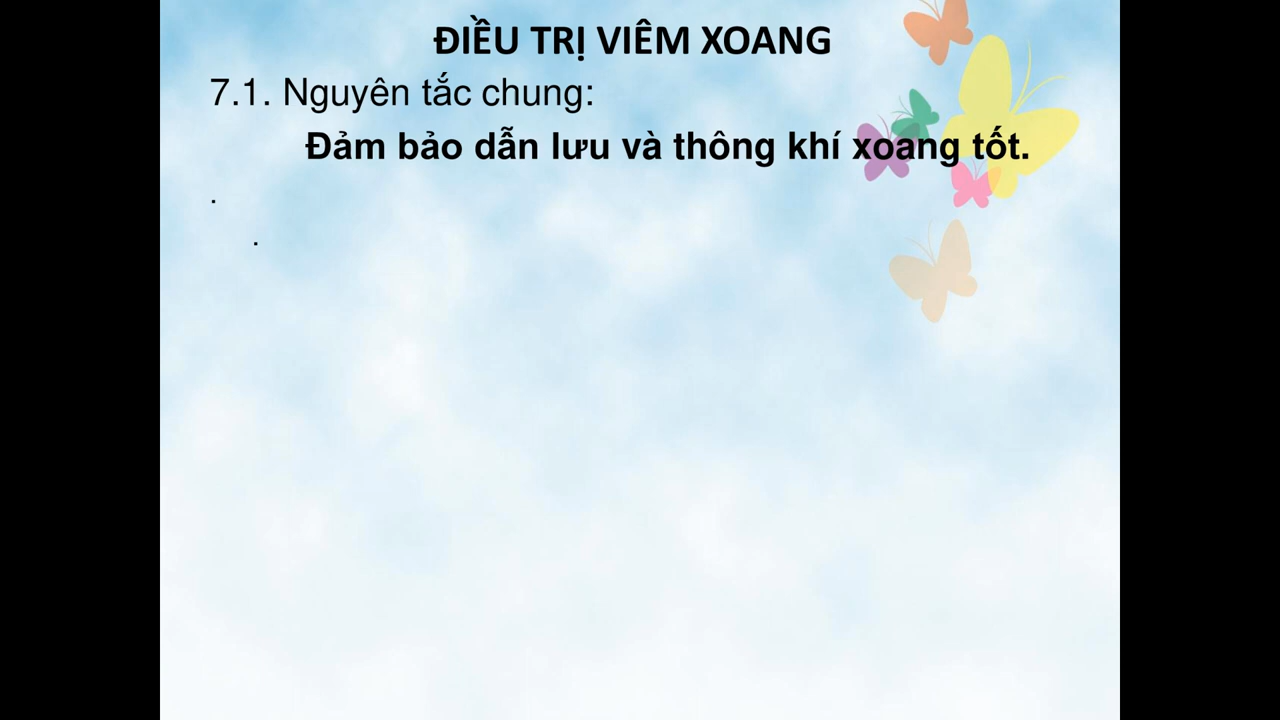 ĐIỀU TRỊ VIÊM XOANG
7.1. Nguyên tắc chung:
Đảm bảo dẫn lưu và thông khí xoang tốt.
.
.